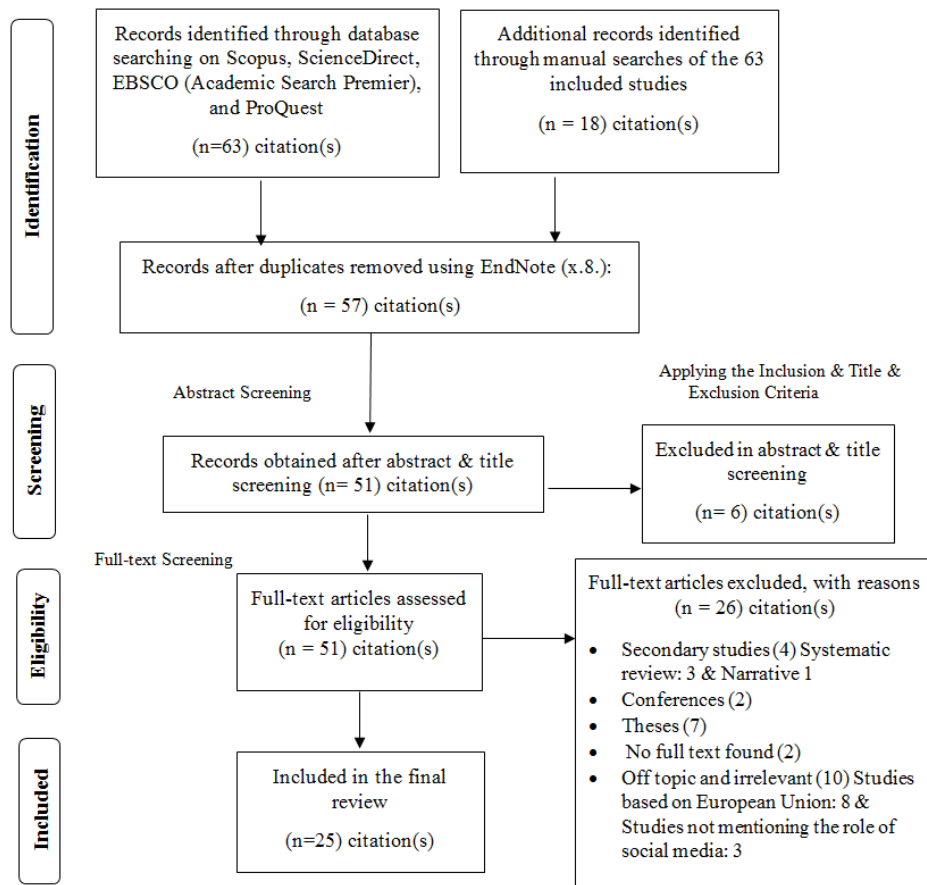 Identification
Records identified through database
searching on Scopus, ScienceDirect,
EBSCO (Academic Search Premier),
and ProQuest
(n=63) citation(s)
Additional records identified
through manual searches of the 63
included studies
(n = 18) citation(s)
Records after duplicates removed using EndNote (x.8.):
(n = 57) citation(s)
Screening
Abstract Screening
Applying the Inclusion & Title &
Exclusion Criteria
Records obtained after abstract & title
screening (n= 51) citation(s)
Excluded in abstract & title
screening
(n= 6) citation(s)
Full-text Screening
Eligibility
Full-text articles assessed
for eligibility
(n = 51) citation(s)
Full-text articles excluded, with reasons
(n = 26) citation(s)
• Secondary studies (4) Systematic
review: 3 & Narrative 1
• Conferences (2)
• Theses (7)
• No full text found (2)
• Off topic and irrelevant (10) Studies
based on European Union: 8 &
Studies not mentioning the role of
social media: 3
Included
Included in the final
review
(n=25) citation(s)